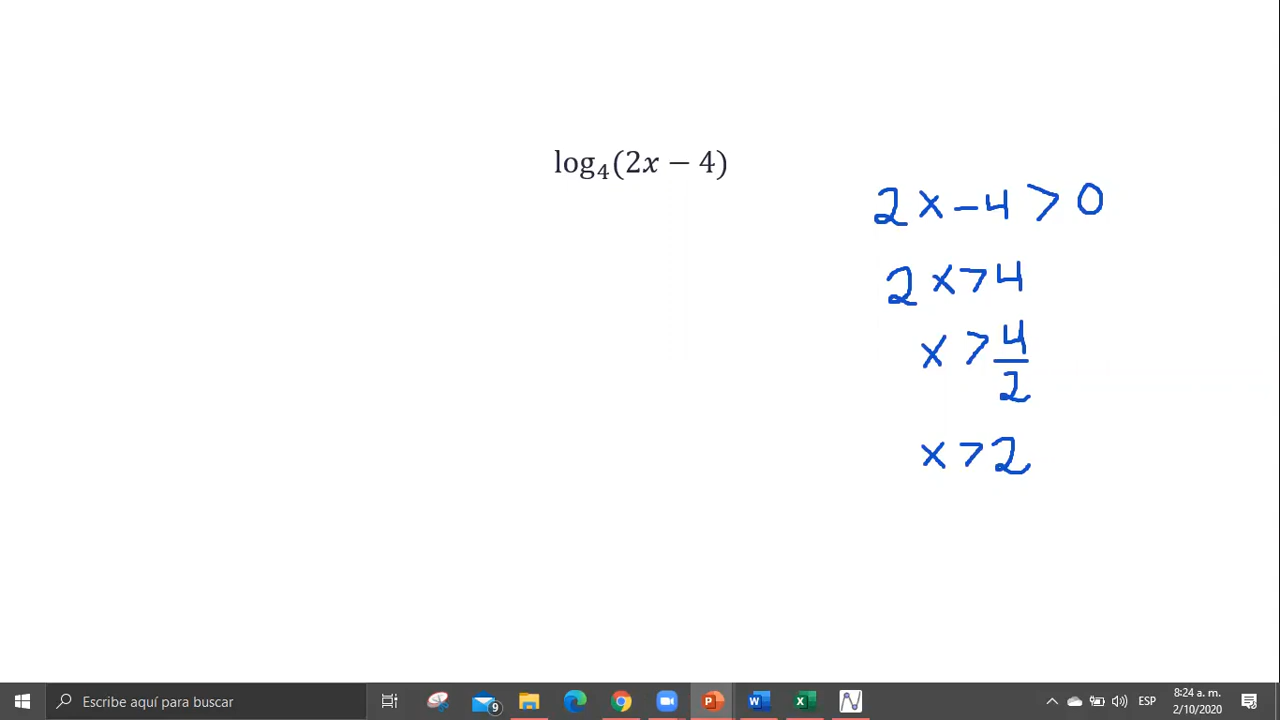 log₄(2x − 4)
2x-4>0
2x>4
x>4/2
x>2
Escribe aquí para buscar
9
ESP
8:24 a. m.
2/10/2020